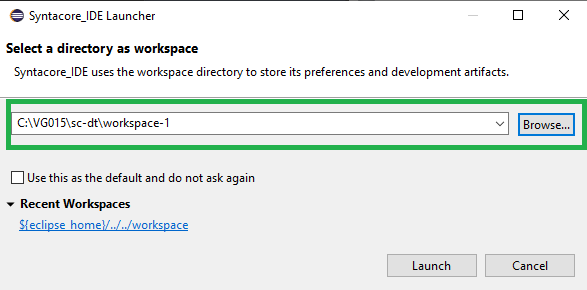 Syntacore_IDE Launcher
Select a directory as workspace
Syntacore_IDE uses the workspace directory to store its preferences and development artifacts.
C:\VG015\sc-dt\workspace-1
Browse...
Use this as the default and do not ask again
Recent Workspaces
${eclipse_home}/../../workspace
Launch
Cancel